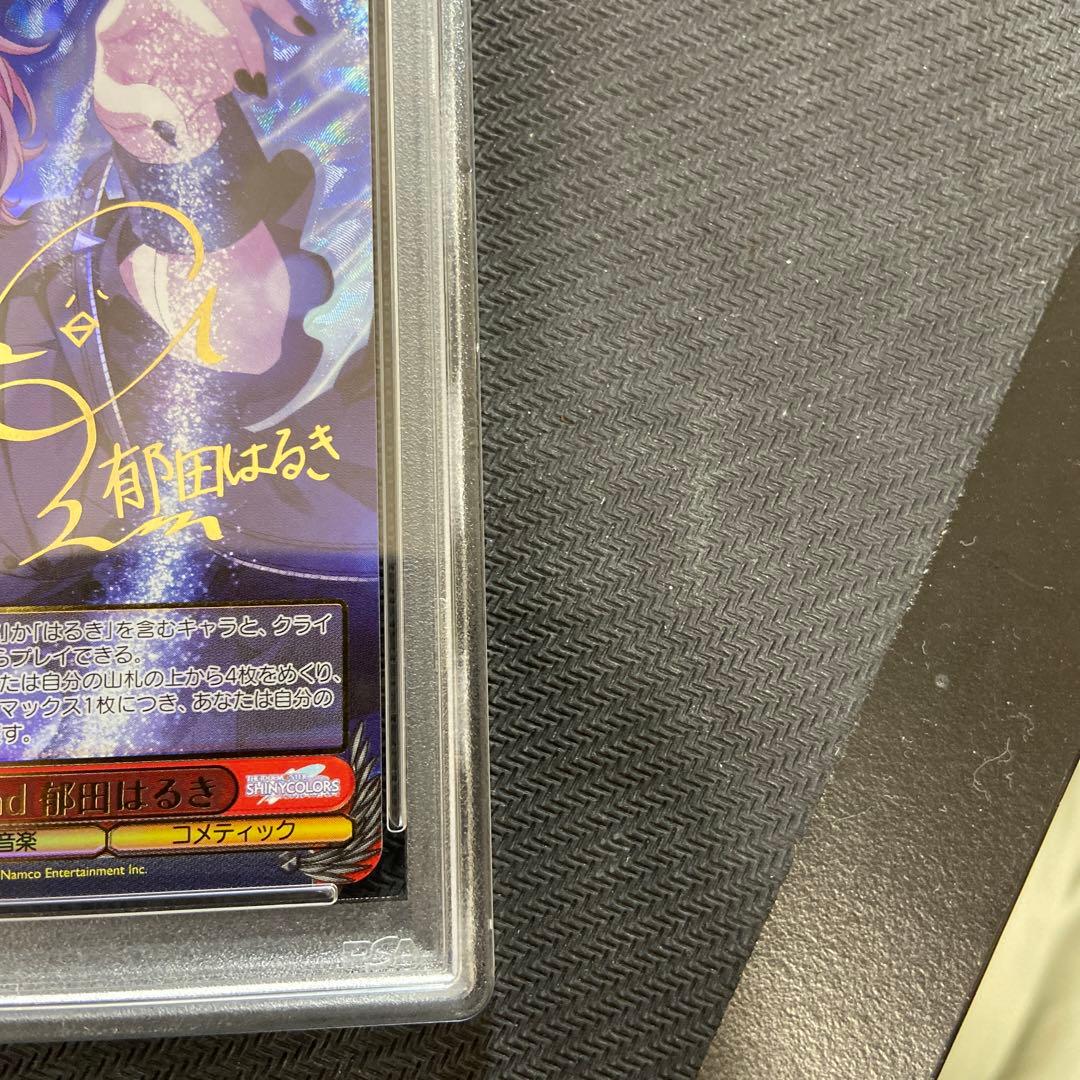 郁田はるき
」か「はるき」を含むキャラと、クライ
らプレイできる。
たは自分の山札の上から4枚をめくり、
マックス1枚につき、あなたは自分の
す。
nd 郁田はるき
THE IDOLM@STER
SHINYCOLORS
音楽
コメティック
Namco Entertainment Inc.
PSA